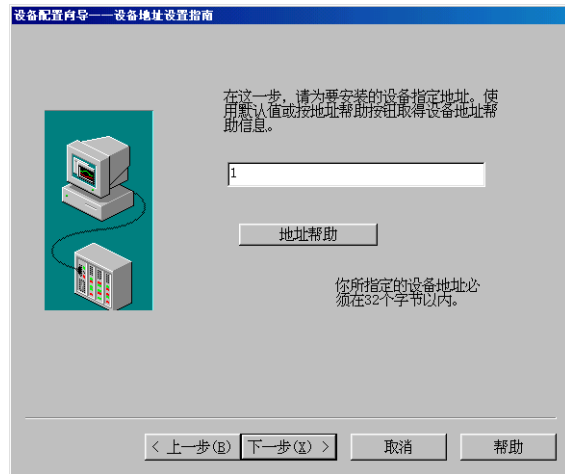 设备配置向导——设备地址设置指南
在这一步，请为要安装的设备指定地址。使
用默认值或按地址帮助按钮取得设备地址帮
助信息。
1
地址帮助
你所指定的设备地址必
须在32个字节以内。
< 上一步(B) 下一步(X) > 取消 帮助